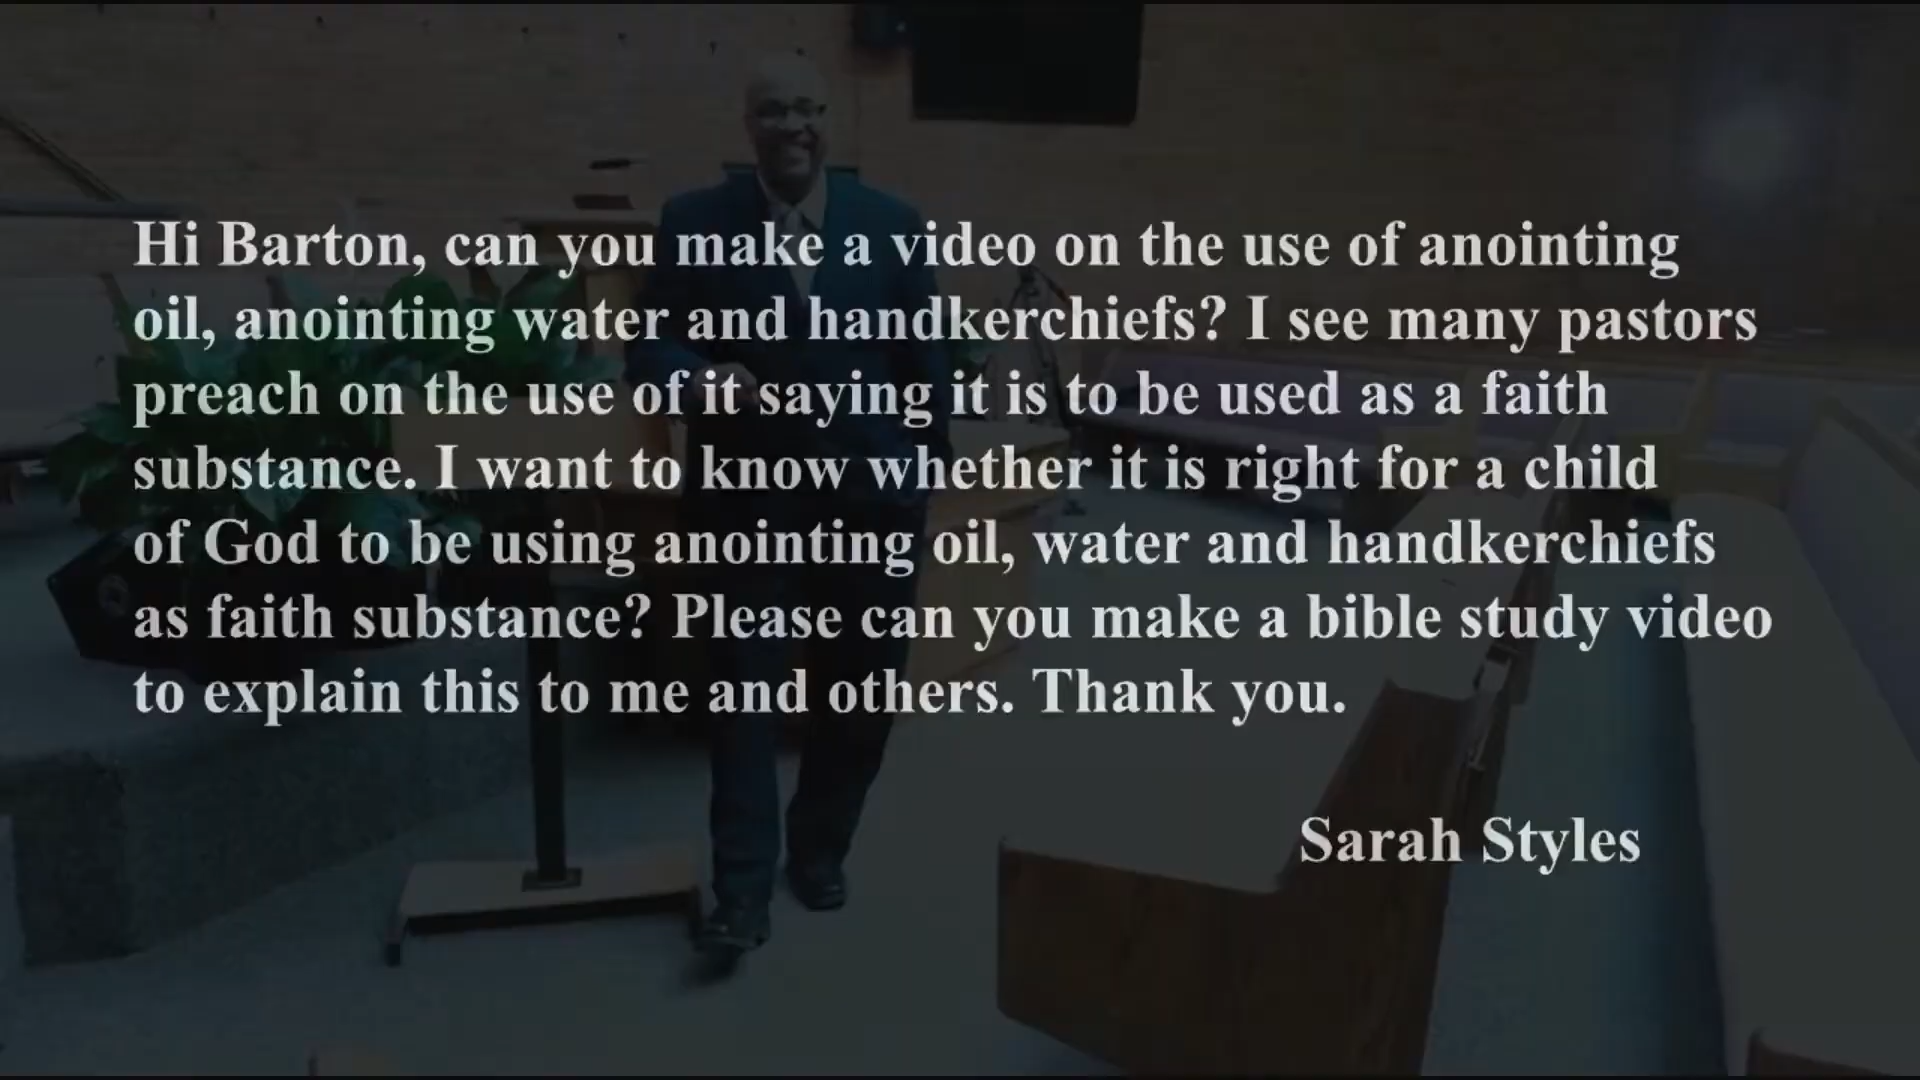 Hi Barton, can you make a video on the use of anointing
oil, anointing water and handkerchiefs? I see many pastors
preach on the use of it saying it is to be used as a faith
substance. I want to know whether it is right for a child
of God to be using anointing oil, water and handkerchiefs
as faith substance? Please can you make a bible study video
to explain this to me and others. Thank you.
Sarah Styles